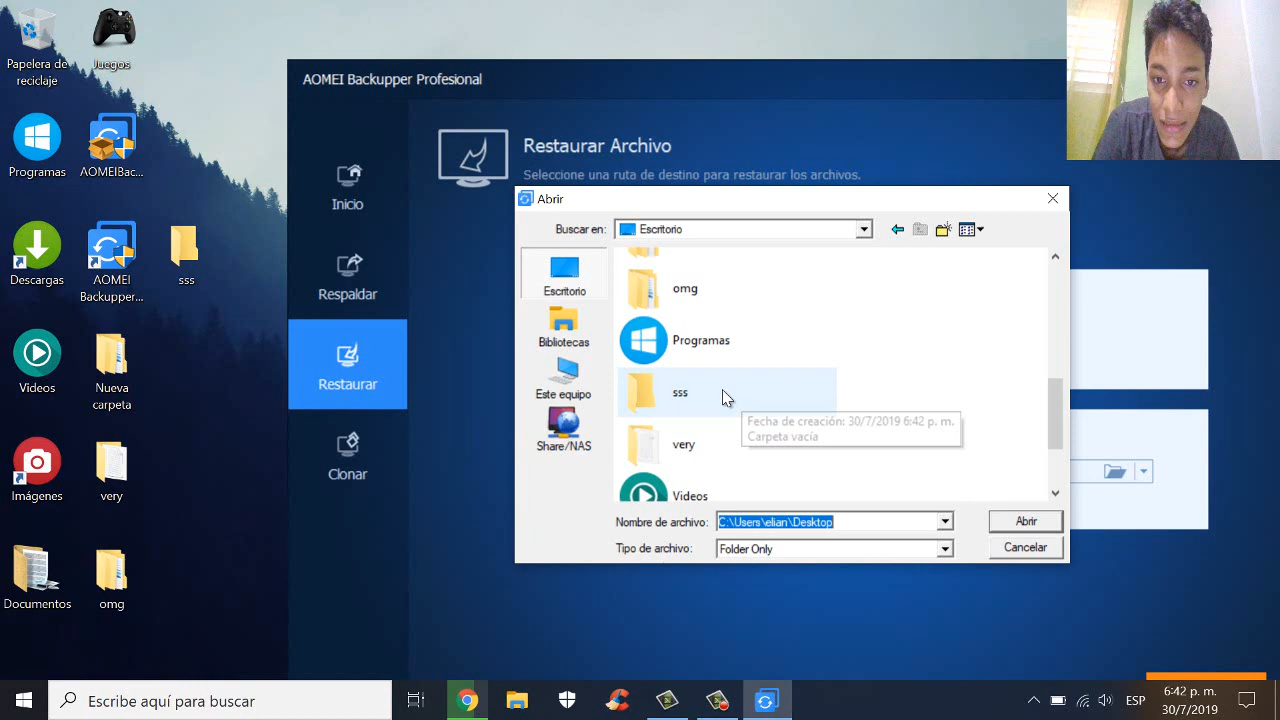 Papelera de
reciclaje
Juegos
Programas
AOMEIBac...
Descargas
AOMEI
Backupper...
sss
Videos
Nueva
carpeta
Imágenes
very
Documentos
omg
AOMEI Backupper Profesional
Inicio
Respaldar
Restaurar
Clonar
Restaurar Archivo
Seleccione una ruta de destino para restaurar los archivos.
Abrir
Buscar en:
Escritorio
Escritorio
Bibliotecas
Este equipo
Share/NAS
omg
Programas
sss
Fecha de creación: 30/7/2019 6:42 p. m.
Carpeta vacía
very
Videos
Nombre de archivo:
C:\Users\elian\Desktop
Abrir
Tipo de archivo:
Folder Only
Cancelar
Escribe aquí para buscar
ESP
6:42 p. m.
30/7/2019